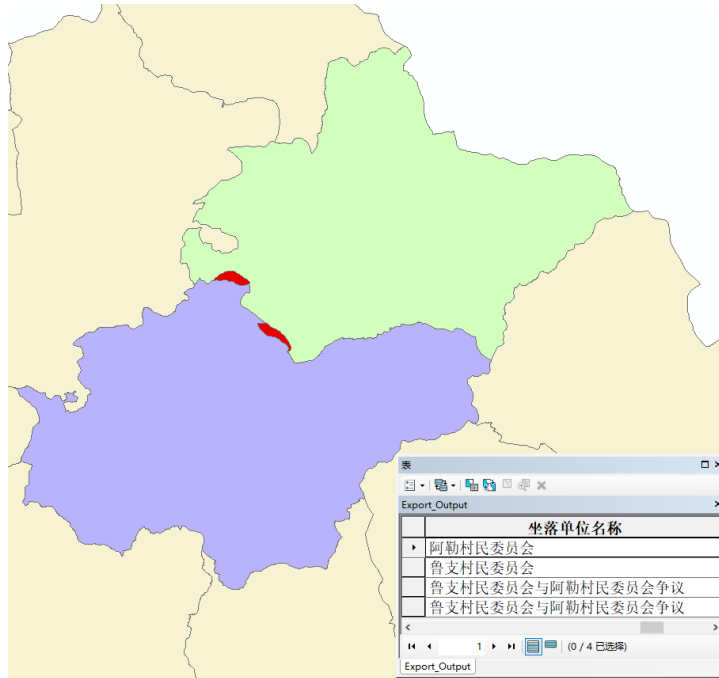 表
Export_Output
坐落单位名称
阿勒村民委员会
鲁支村民委员会
鲁支村民委员会与阿勒村民委员会争议
鲁支村民委员会与阿勒村民委员会争议
1 (0 / 4 已选择)
Export_Output